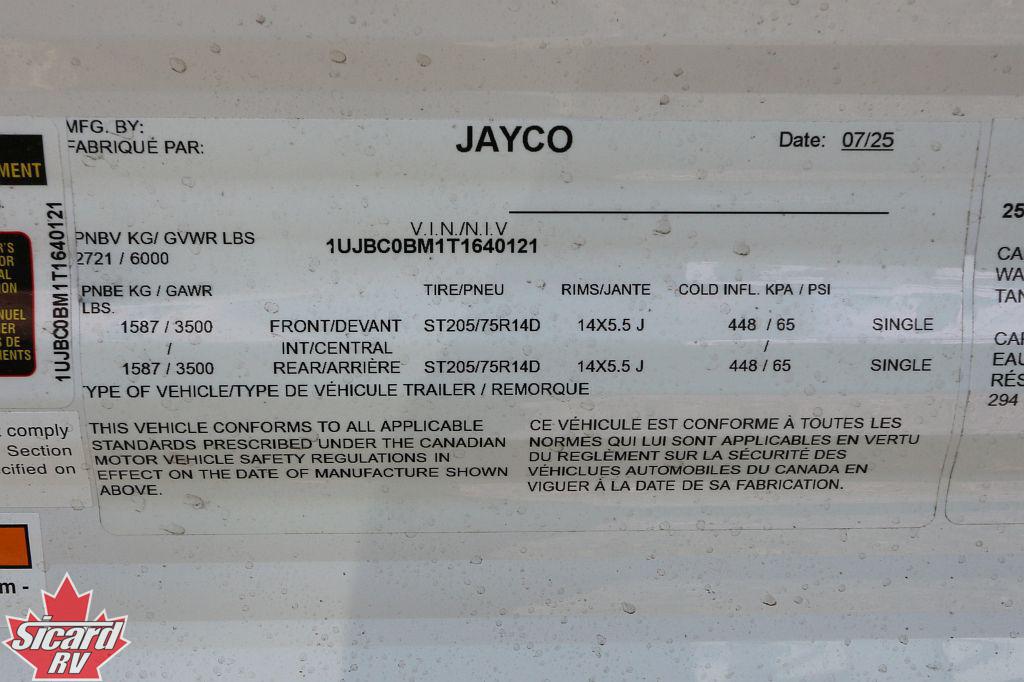 MFG. BY:
FABRIQUÉ PAR:
JAYCO
Date: 07/25
V.I.N./N.I.V
1UJBC0BM1T1640121
PNBV KG/ GVWR LBS
2721 / 6000
PNBE KG / GAWR LBS. TIRE/PNEU RIMS/JANTE COLD INFL. KPA / PSI
1587 / 3500 FRONT/DEVANT ST205/75R14D 14X5.5 J 448 / 65 SINGLE
/ INT/CENTRAL /
1587 / 3500 REAR/ARRIÈRE ST205/75R14D 14X5.5 J 448 / 65 SINGLE
TYPE OF VEHICLE/TYPE DE VÉHICULE TRAILER / REMORQUE
THIS VEHICLE CONFORMS TO ALL APPLICABLE
STANDARDS PRESCRIBED UNDER THE CANADIAN
MOTOR VEHICLE SAFETY REGULATIONS IN
EFFECT ON THE DATE OF MANUFACTURE SHOWN
ABOVE.
CE VÉHICULE EST CONFORME À TOUTES LES
NORMES QUI LUI SONT APPLICABLES EN VERTU
DU REGLÈMENT SUR LA SÉCURITÉ DES
VÉHICLUES AUTOMOBILES DU CANADA EN
VIGUER À LA DATE DE SA FABRICATION.
1UJBC0BM1T1640121
MENT
comply
Section
cified on
m -
25
CA
WA
TAN
CAP
EAU
RÉS
294
Sicard
RV